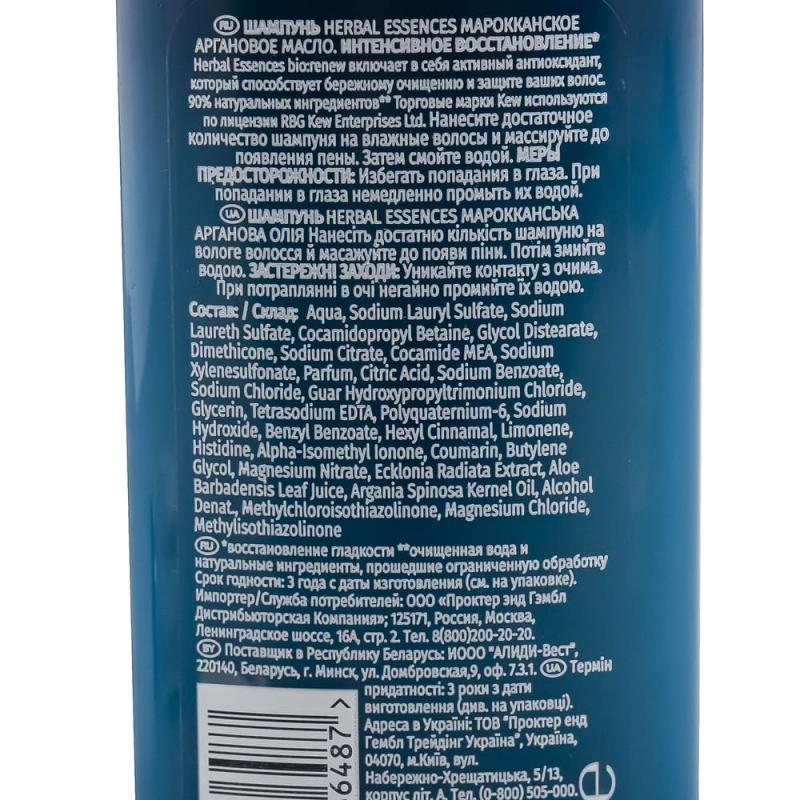 RU ШАМПУНЬ HERBAL ESSENCES МАРОККАНСКОЕ
АРГАНОВОЕ МАСЛО. ИНТЕНСИВНОЕ ВОССТАНОВЛЕНИЕ*
Herbal Essences bio:renew включает в себя активный антиоксидант,
который способствует бережному очищению и защите ваших волос.
90% натуральных ингредиентов** Торговые марки Kew используются
по лицензии RBG Kew Enterprises Ltd. Нанесите достаточное
количество шампуня на влажные волосы и массируйте до
появления пены. Затем смойте водой. МЕРЫ
ПРЕДОСТОРОЖНОСТИ: Избегать попадания в глаза. При
попадании в глаза немедленно промыть их водой.
UA ШАМПУНЬ HERBAL ESSENCES МАРОККАНСЬКА
АРГАНОВА ОЛІЯ Нанесіть достатню кількість шампуню на
вологе волосся й масажуйте до появи піни. Потім змийте
водою. ЗАСТЕРЕЖНІ ЗАХОДИ: Уникайте контакту з очима.
При потраплянні в очі негайно промийте їх водою.
Состав: / Склад: Aqua, Sodium Lauryl Sulfate, Sodium
Laureth Sulfate, Cocamidopropyl Betaine, Glycol Distearate,
Dimethicone, Sodium Citrate, Cocamide MEA, Sodium
Xylenesulfonate, Parfum, Citric Acid, Sodium Benzoate,
Sodium Chloride, Guar Hydroxypropyltrimonium Chloride,
Glycerin, Tetrasodium EDTA, Polyquaternium-6, Sodium
Hydroxide, Benzyl Benzoate, Hexyl Cinnamal, Limonene,
Histidine, Alpha-Isomethyl Ionone, Coumarin, Butylene
Glycol, Magnesium Nitrate, Ecklonia Radiata Extract, Aloe
Barbadensis Leaf Juice, Argania Spinosa Kernel Oil, Alcohol
Denat., Methylchloroisothiazolinone, Magnesium Chloride,
Methylisothiazolinone
RU *восстановление гладкости **очищенная вода и
натуральные ингредиенты, прошедшие ограниченную обработку
Срок годности: 3 года с даты изготовления (см. на упаковке).
Импортер/Служба потребителей: ООО «Проктер энд Гэмбл
Дистрибьюторская Компания»; 125171, Россия, Москва,
Ленинградское шоссе, 16А, стр. 2. Тел. 8(800)200-20-20.
BY Поставщик в Республику Беларусь: ИООО "АЛИДИ-Вест",
220140, Беларусь, г. Минск, ул. Домбровская,9, оф. 7.3.1. UA Термін
придатності: 3 роки з дати
виготовлення (див. на упаковці).
Адреса в Україні: ТОВ "Проктер енд
Гембл Трейдінг Україна", Україна,
04070, м.Київ, вул.
Набережно-Хрещатицька, 5/13,
корпус літ. А. Тел. (0-800) 505-000.
6487 >
e